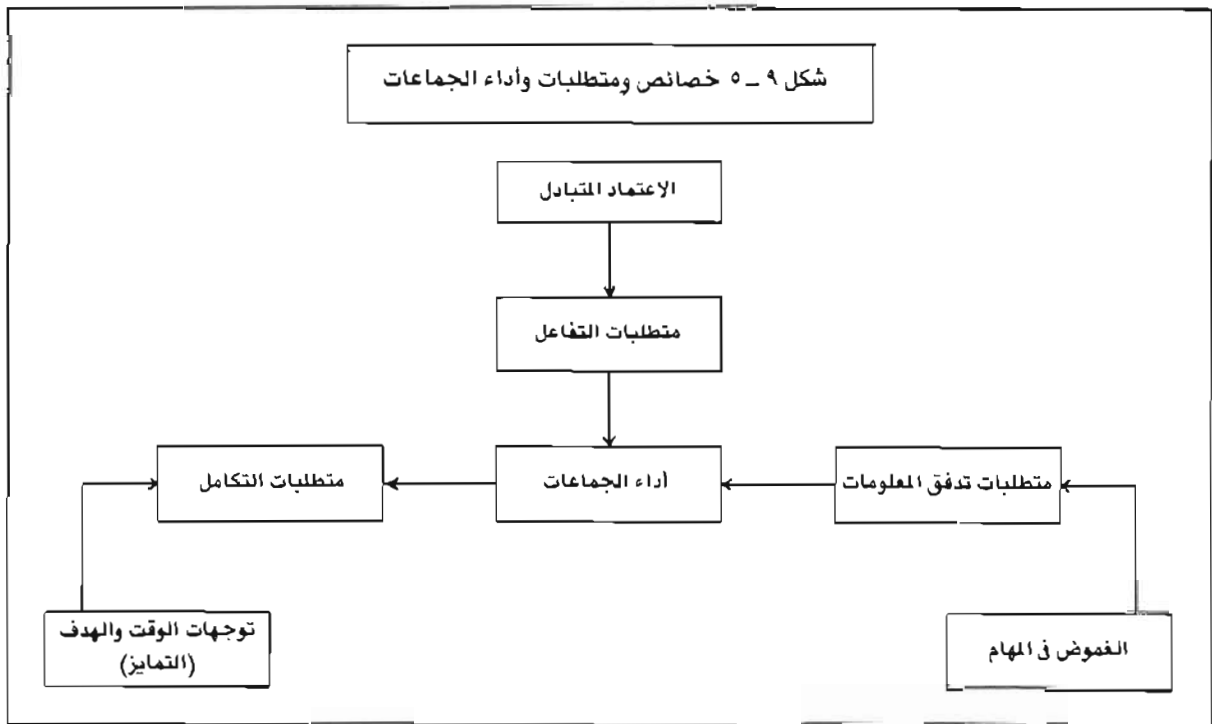 شكل ٩ - ٥ خصائص ومتطلبات وأداء الجماعات
الاعتماد المتبادل
متطلبات التفاعل
متطلبات تدفق المعلومات
أداء الجماعات
متطلبات التكامل
الغموض فى المهام
توجهات الوقت والهدف
(التمايز)